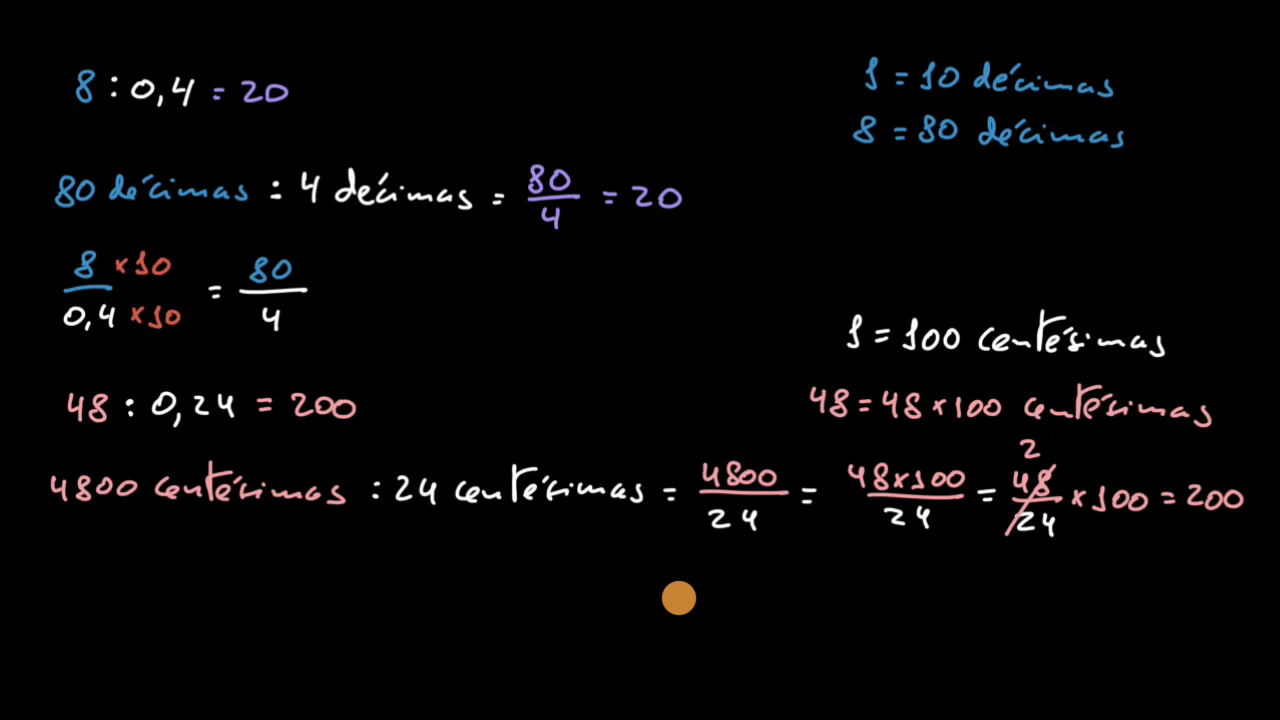 8 : 0,4 = 20
1 = 10 décimas
8 = 80 décimas
80 décimas : 4 décimas = 80/4 = 20
8 × 10 / 0,4 × 10 = 80/4
1 = 100 centésimas
48 : 0,24 = 200
48 = 48 × 100 centésimas
4800 centésimas : 24 centésimas = 4800/24 = 48×100/24 = 48/24 2 × 100 = 200